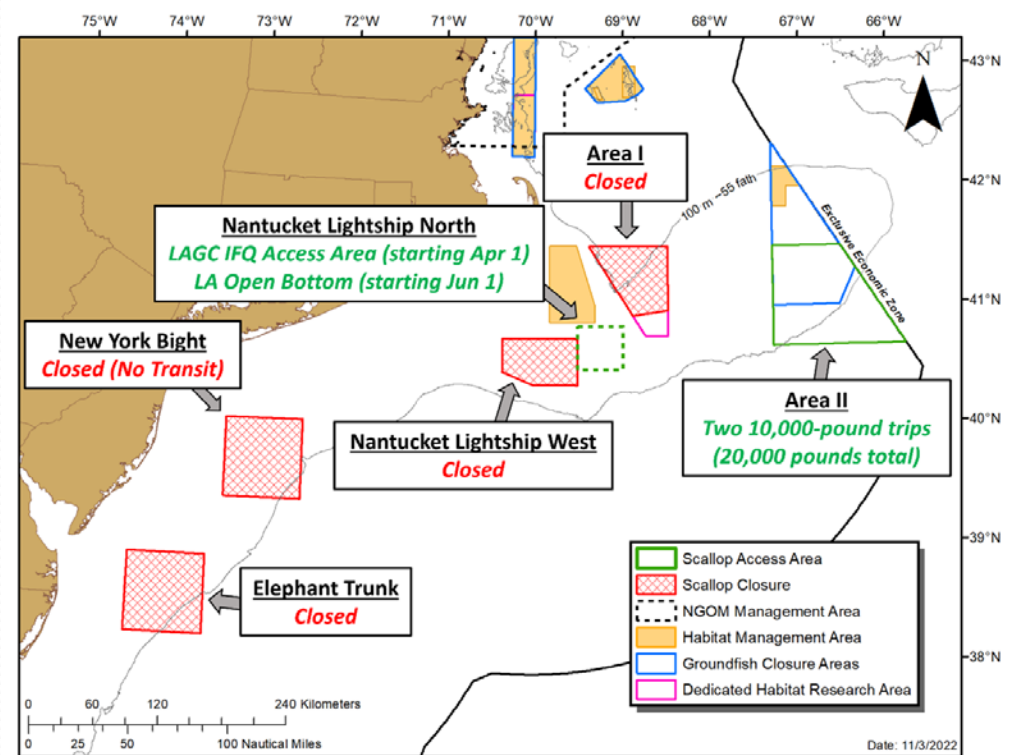 75°W
74°W
73°W
72°W
71°W
70°W
69°W
68°W
67°W
66°W
43°N
42°N
41°N
40°N
39°N
38°N
N
Area I
Closed
100 m ~55 fath
Exclusive Economic Zone
Nantucket Lightship North
LAGC IFQ Access Area (starting Apr 1)
LA Open Bottom (starting Jun 1)
New York Bight
Closed (No Transit)
Nantucket Lightship West
Closed
Area II
Two 10,000-pound trips
(20,000 pounds total)
Elephant Trunk
Closed
Scallop Access Area
Scallop Closure
NGOM Management Area
Habitat Management Area
Groundfish Closure Areas
Dedicated Habitat Research Area
0 60 120 240 Kilometers
0 25 50 100 Nautical Miles
Date: 11/3/2022